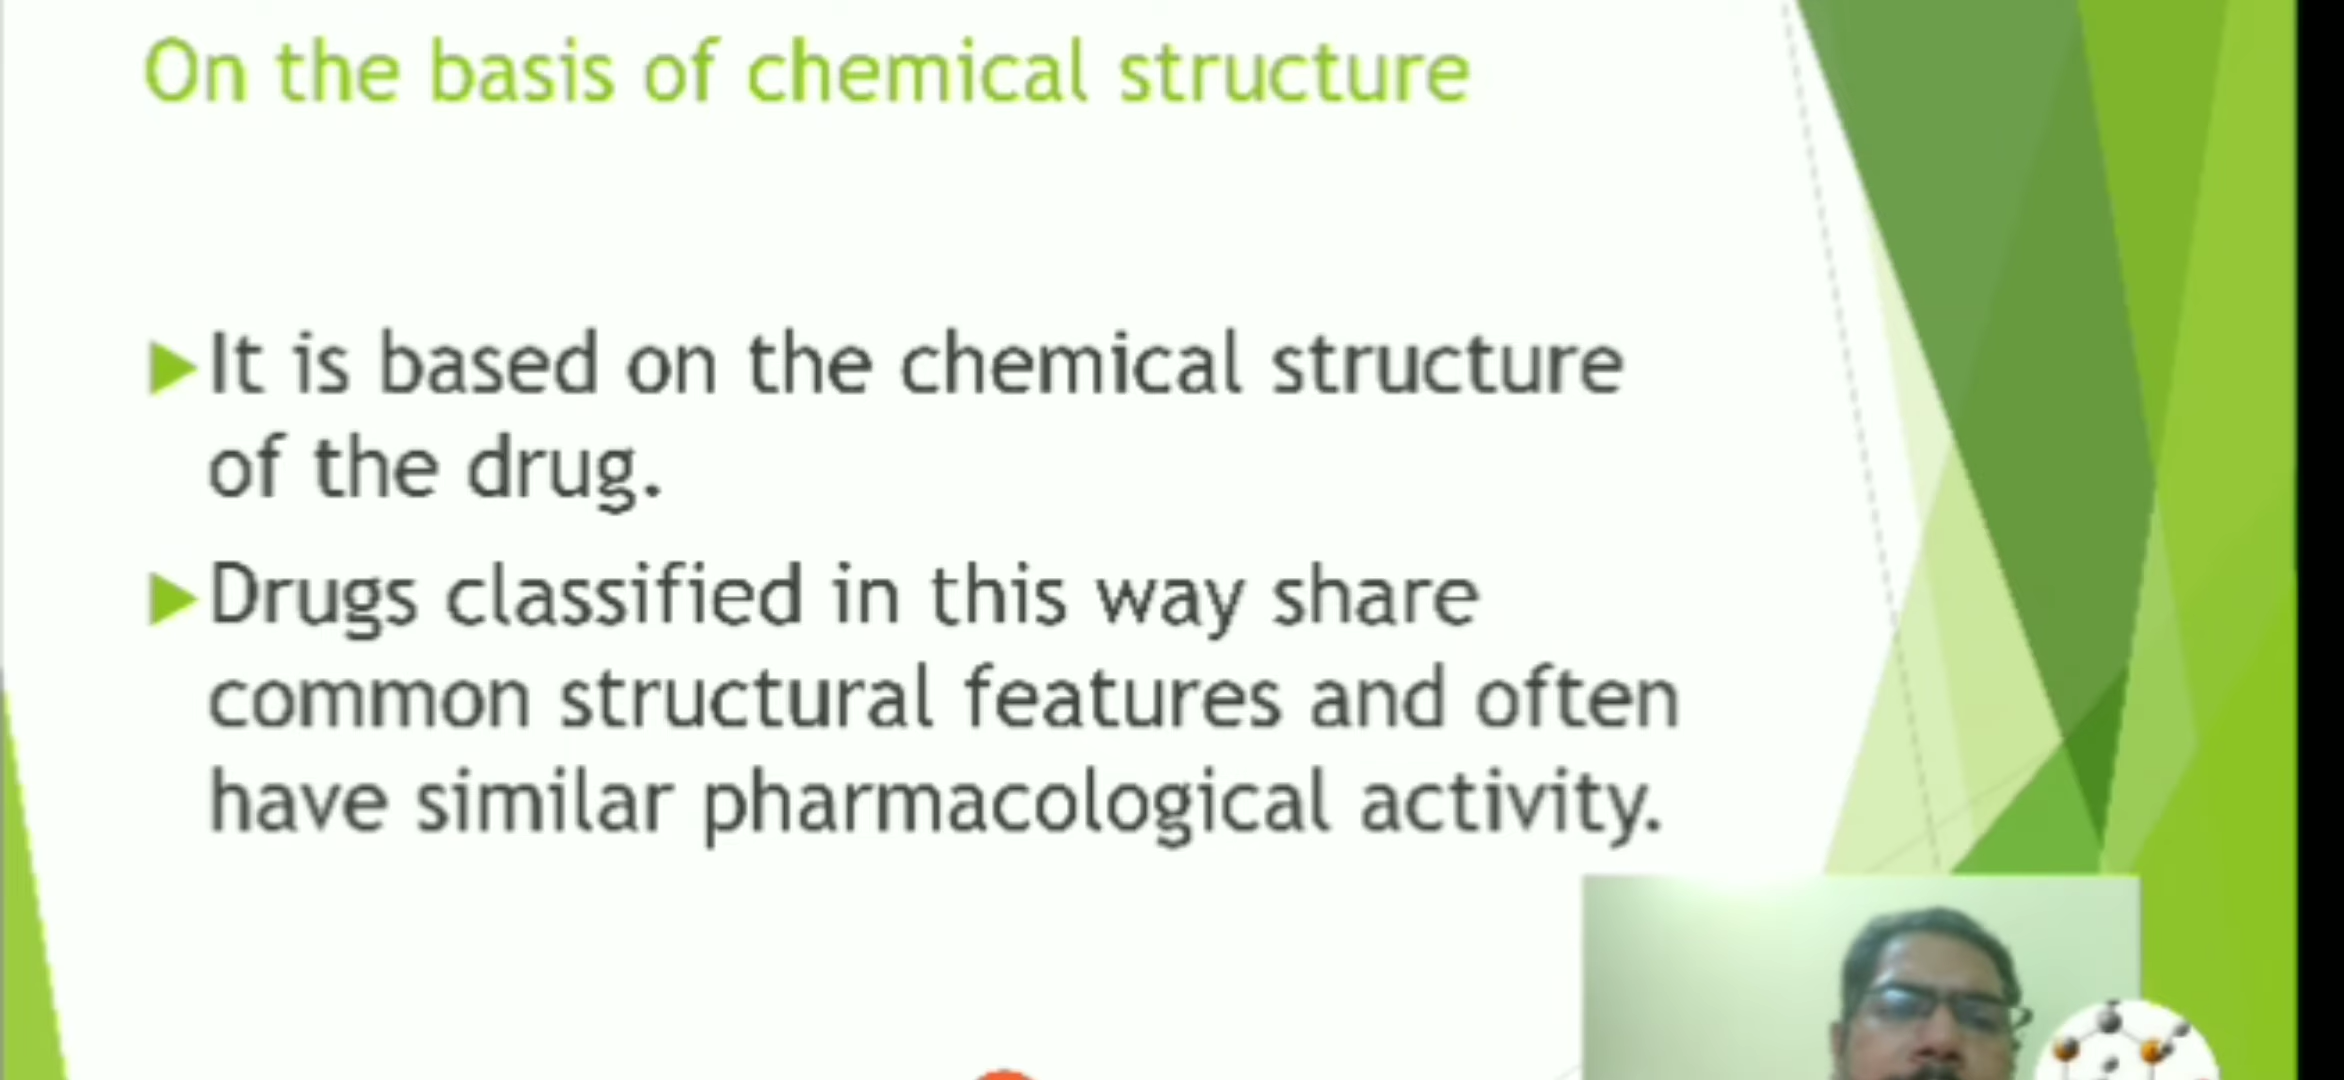 On the basis of chemical structure
It is based on the chemical structure
of the drug.
Drugs classified in this way share
common structural features and often
have similar pharmacological activity.